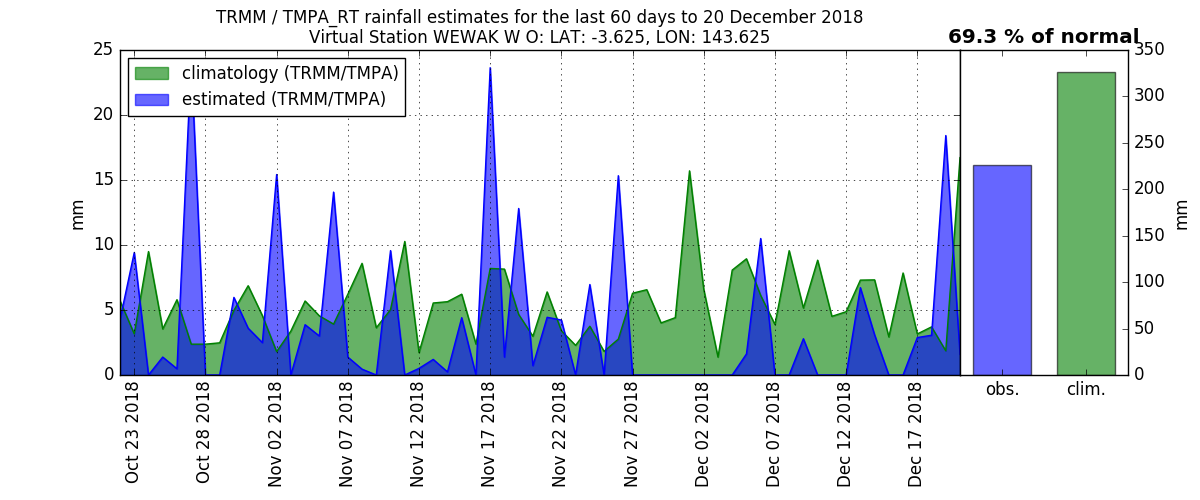 TRMM / TMPA_RT rainfall estimates for the last 60 days to 20 December 2018
Virtual Station WEWAK W O: LAT: -3.625, LON: 143.625
69.3 % of normal
climatology (TRMM/TMPA)
estimated (TRMM/TMPA)
25
20
15
10
5
0
mm
350
300
250
200
150
100
50
0
mm
Oct 23 2018
Oct 28 2018
Nov 02 2018
Nov 07 2018
Nov 12 2018
Nov 17 2018
Nov 22 2018
Nov 27 2018
Dec 02 2018
Dec 07 2018
Dec 12 2018
Dec 17 2018
obs.
clim.